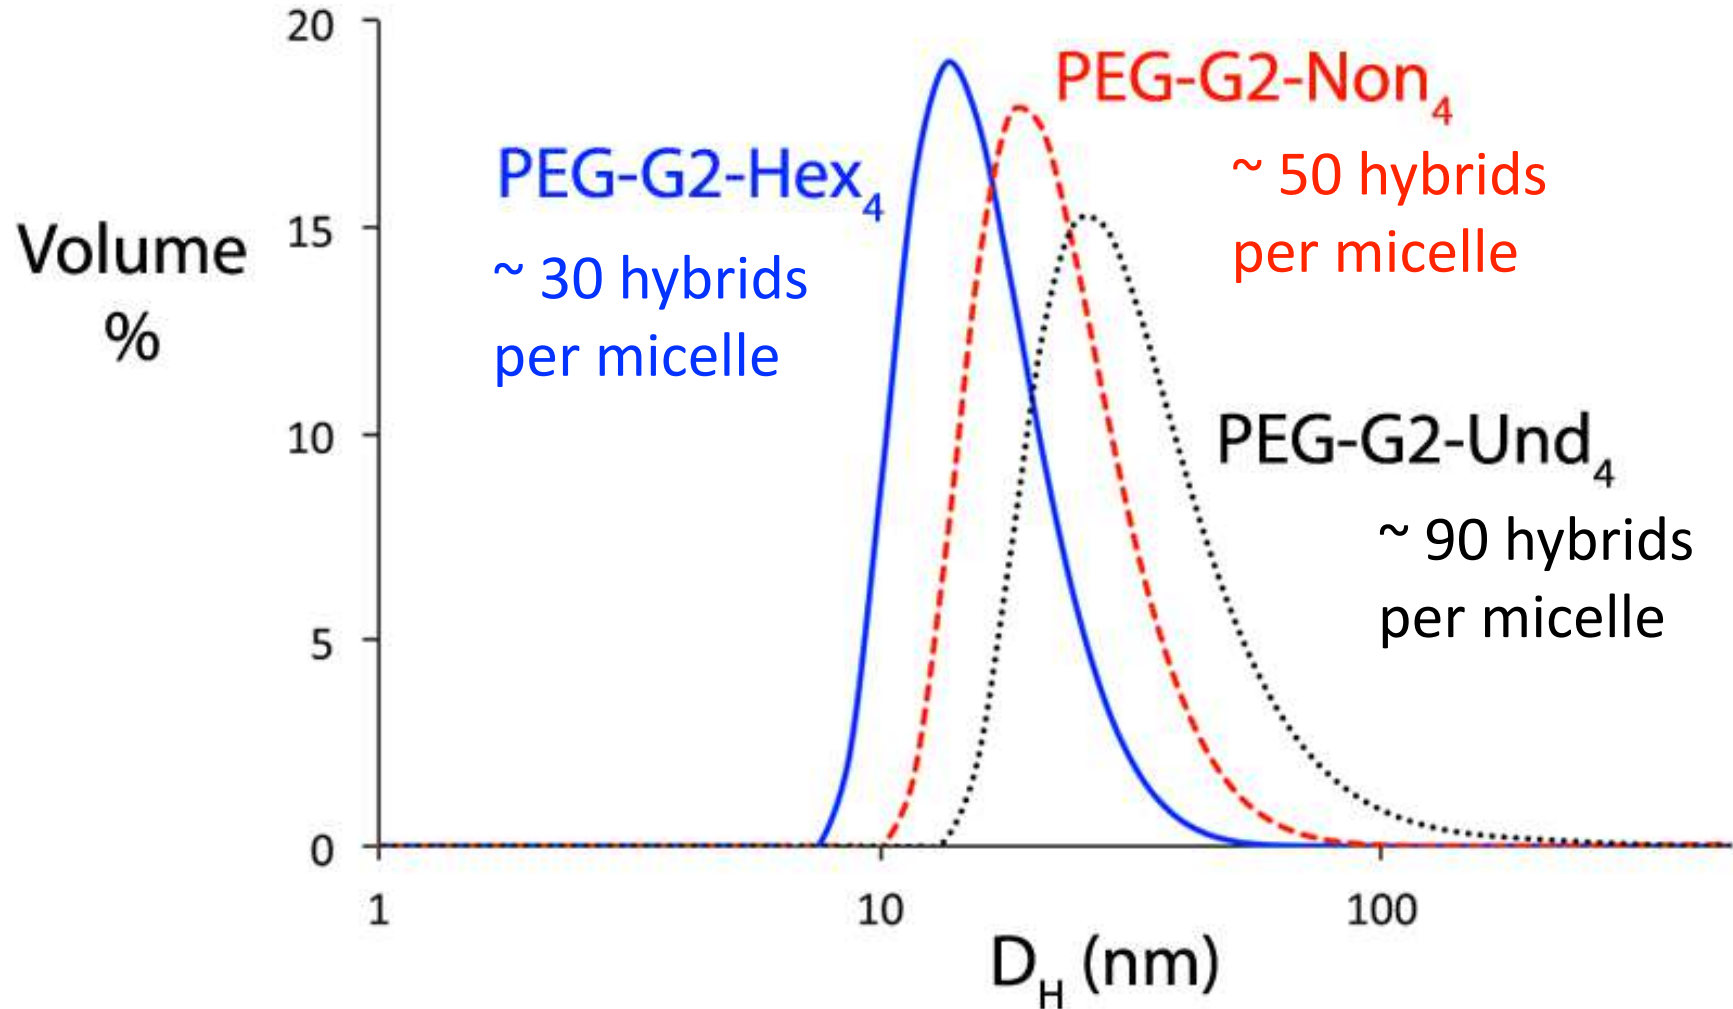 20
15
10
5
0
Volume
%
PEG-G2-Hex4
~ 30 hybrids
per micelle
PEG-G2-Non4
~ 50 hybrids
per micelle
PEG-G2-Und4
~ 90 hybrids
per micelle
1 10 100
DH (nm)